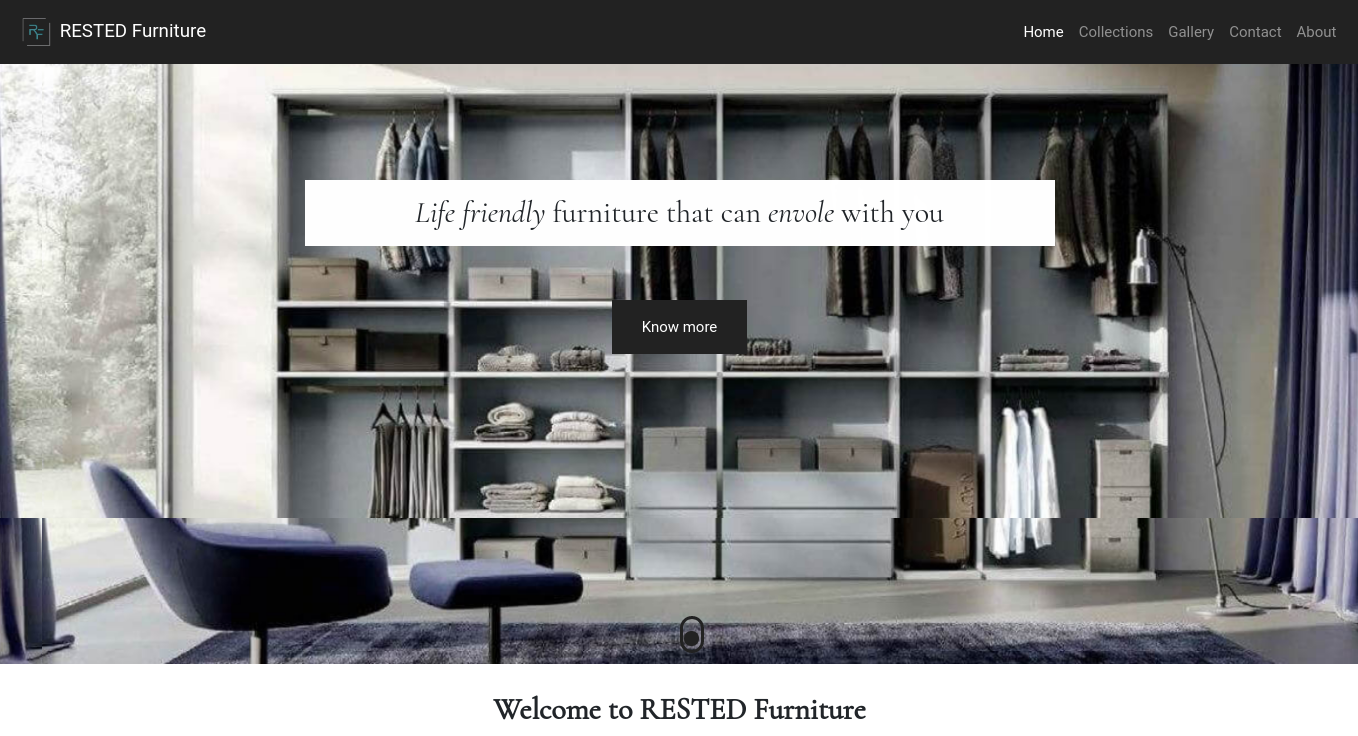 RESTED Furniture
Home Collections Gallery Contact About
Life friendly furniture that can envole with you
Know more
NAUTICA
Welcome to RESTED Furniture